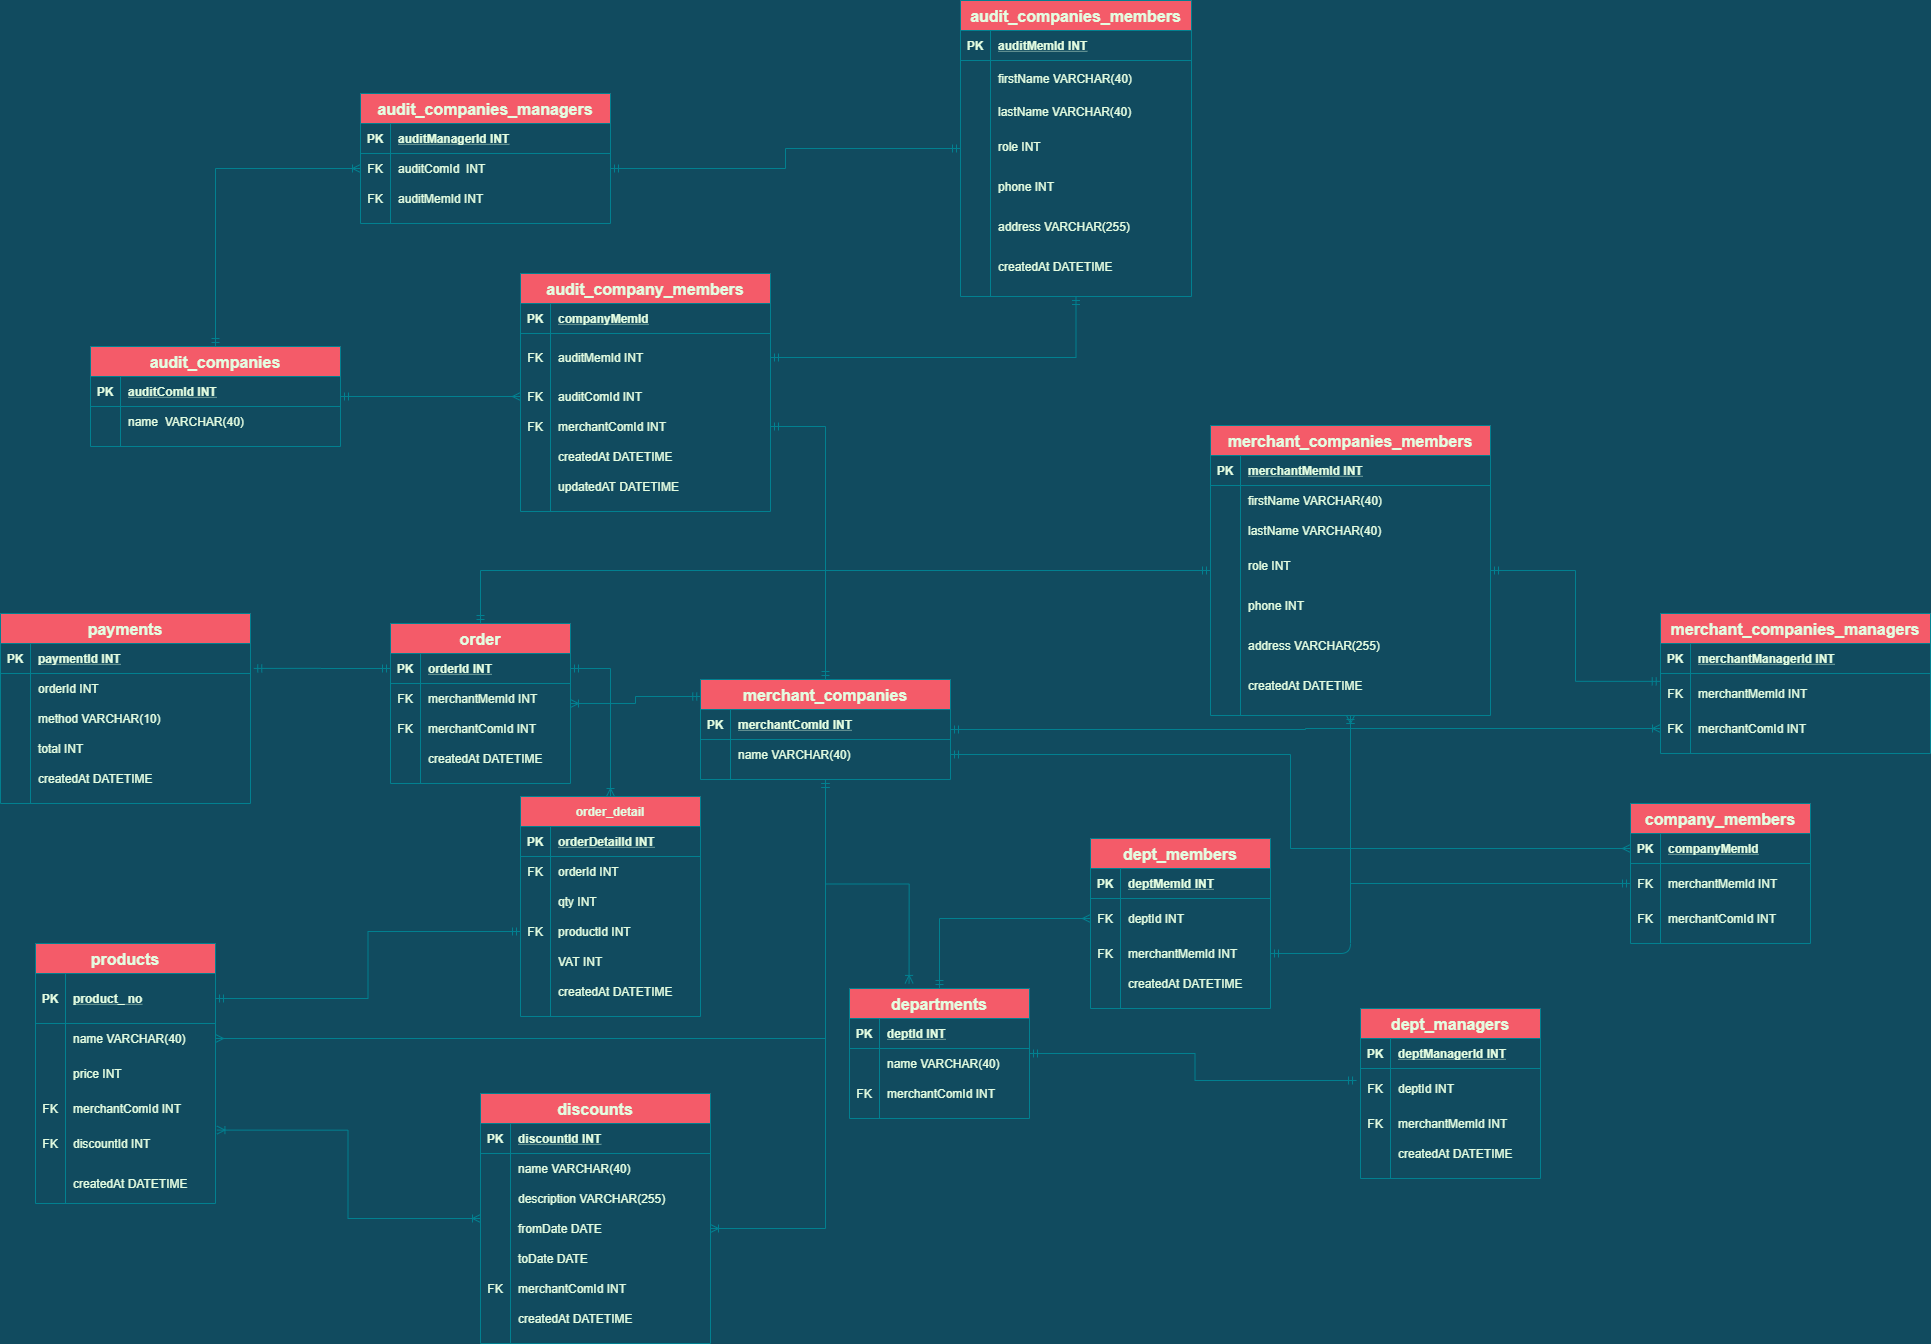 audit_companies_members
PK auditMemId INT
firstName VARCHAR(40)
lastName VARCHAR(40)
role INT
phone INT
address VARCHAR(255)
createdAt DATETIME
audit_companies_managers
PK auditManagerId INT
FK auditComId INT
FK auditMemId INT
audit_company_members
PK companyMemId
FK auditMemId INT
FK auditComId INT
FK merchantComId INT
createdAt DATETIME
updatedAT DATETIME
audit_companies
PK auditComId INT
name VARCHAR(40)
merchant_companies_members
PK merchantMemId INT
firstName VARCHAR(40)
lastName VARCHAR(40)
role INT
phone INT
address VARCHAR(255)
createdAt DATETIME
payments
PK paymentId INT
orderId INT
method VARCHAR(10)
total INT
createdAt DATETIME
order
PK orderId INT
FK merchantMemId INT
FK merchantComId INT
createdAt DATETIME
merchant_companies
PK merchantComId INT
name VARCHAR(40)
merchant_companies_managers
PK merchantManagerId INT
FK merchantMemId INT
FK merchantComId INT
order_detail
PK orderDetailId INT
FK orderId INT
qty INT
FK productId INT
VAT INT
createdAt DATETIME
company_members
PK companyMemId
FK merchantMemId INT
FK merchantComId INT
dept_members
PK deptMemId INT
FK deptId INT
FK merchantMemId INT
createdAt DATETIME
products
PK product_ no
name VARCHAR(40)
price INT
FK merchantComId INT
FK discountId INT
createdAt DATETIME
departments
PK deptId INT
name VARCHAR(40)
FK merchantComId INT
dept_managers
PK deptManagerId INT
FK deptId INT
FK merchantMemId INT
createdAt DATETIME
discounts
PK discountId INT
name VARCHAR(40)
description VARCHAR(255)
fromDate DATE
toDate DATE
FK merchantComId INT
createdAt DATETIME